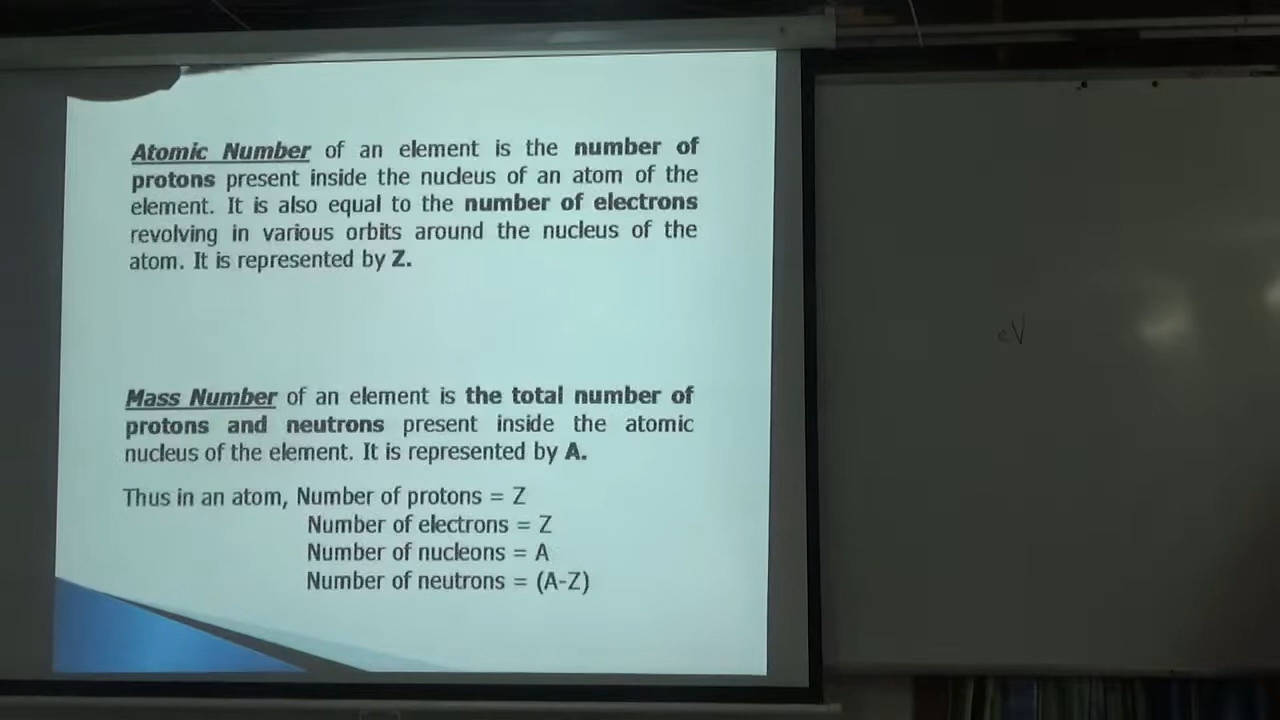 Atomic Number of an element is the number of
protons present inside the nucleus of an atom of the
element. It is also equal to the number of electrons
revolving in various orbits around the nucleus of the
atom. It is represented by Z.
Mass Number of an element is the total number of
protons and neutrons present inside the atomic
nucleus of the element. It is represented by A.
Thus in an atom, Number of protons = Z
Number of electrons = Z
Number of nucleons = A
Number of neutrons = (A-Z)
eV